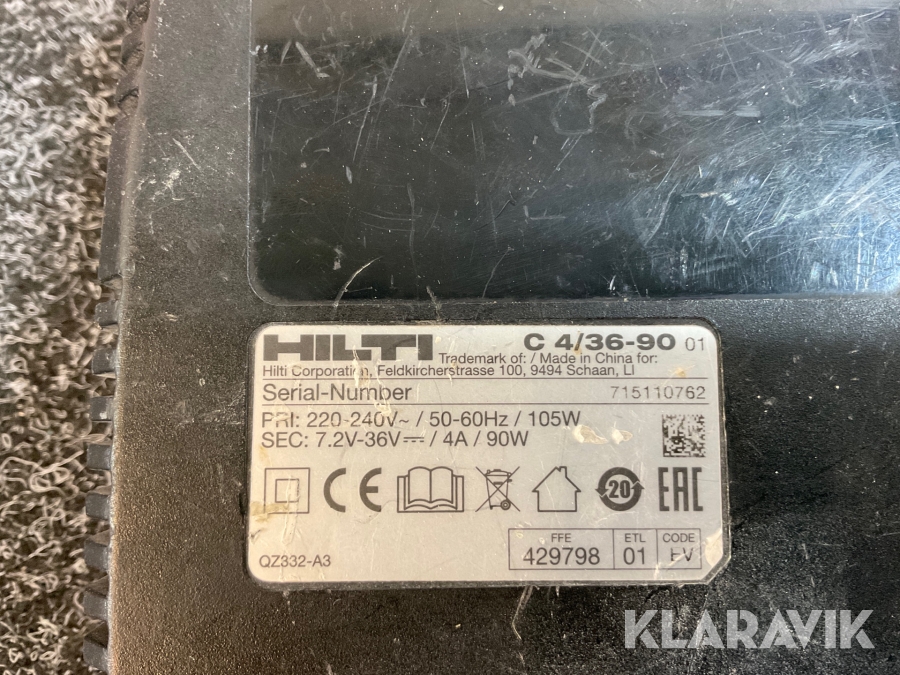 HILTI C 4/36-90 01
Trademark of: / Made in China for:
Hilti Corporation, Feldkircherstrasse 100, 9494 Schaan, LI
Serial-Number 715110762
PRI: 220-240V~ / 50-60Hz / 105W
SEC: 7.2V-36V⎓ / 4A / 90W
CE 20 EAC
FFE ETL CODE
QZ332-A3 429798 01 EV
KLARAVIK